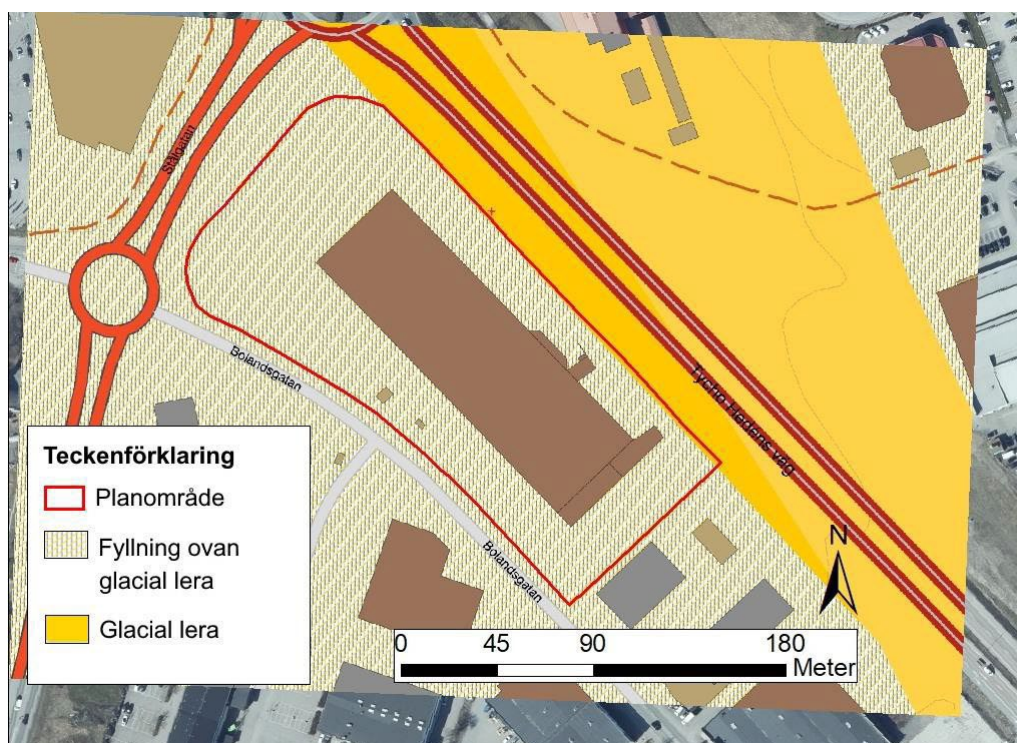 Stålgatan
Bolandsgatan
Tycho Hedéns väg
Bolandsgatan
Teckenförklaring
Planområde
Fyllning ovan
glacial lera
Glacial lera
N
0 45 90 180
Meter